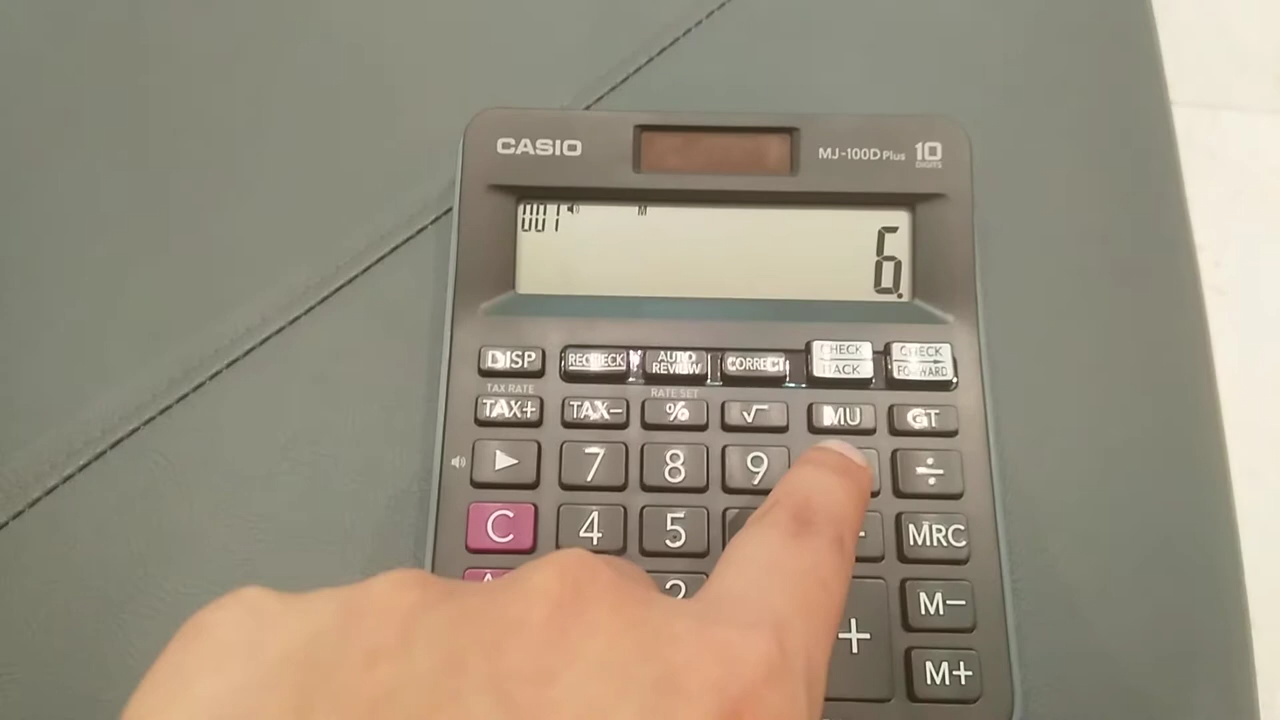 CASIO MJ-100D Plus 10
DIGITS
001 M
6.
DISP RECHECK AUTO REVIEW CORRECT CHECK BACK CHECK FORWARD
TAX RATE RATE SET
TAX+ TAX− % √ MU GT
▶ 7 8 9 ÷
C 4 5 - MRC
2 M−
+ M+